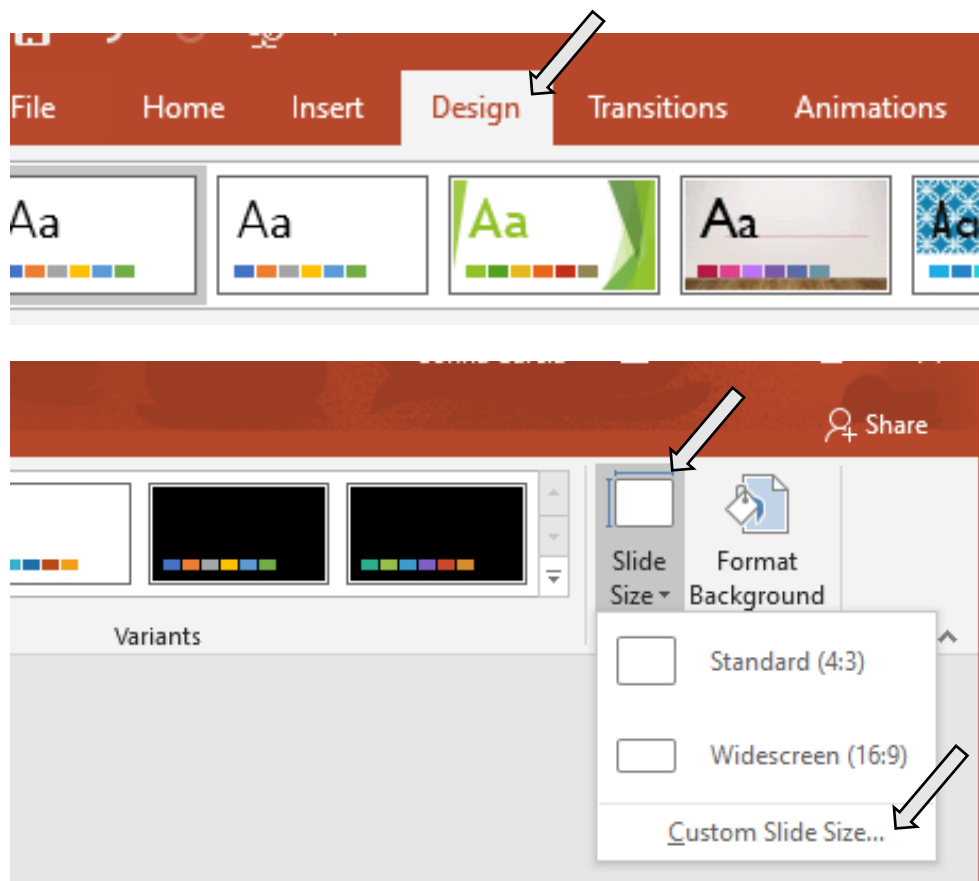 File Home Insert Design Transitions Animations
Aa Aa Aa Aa
Share
Slide Format
Size Background
Variants
Standard (4:3)
Widescreen (16:9)
Custom Slide Size...